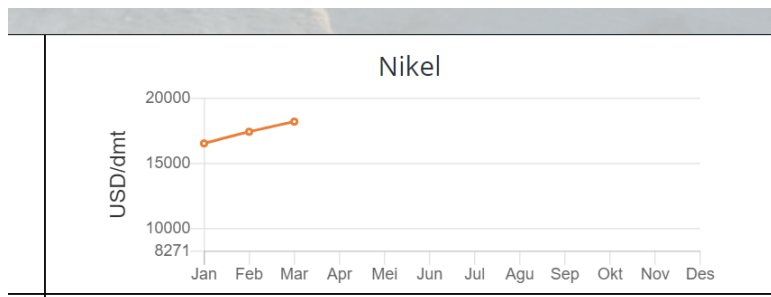 Nikel
20000
15000
10000
8271
USD/dmt
Jan Feb Mar Apr Mei Jun Jul Agu Sep Okt Nov Des